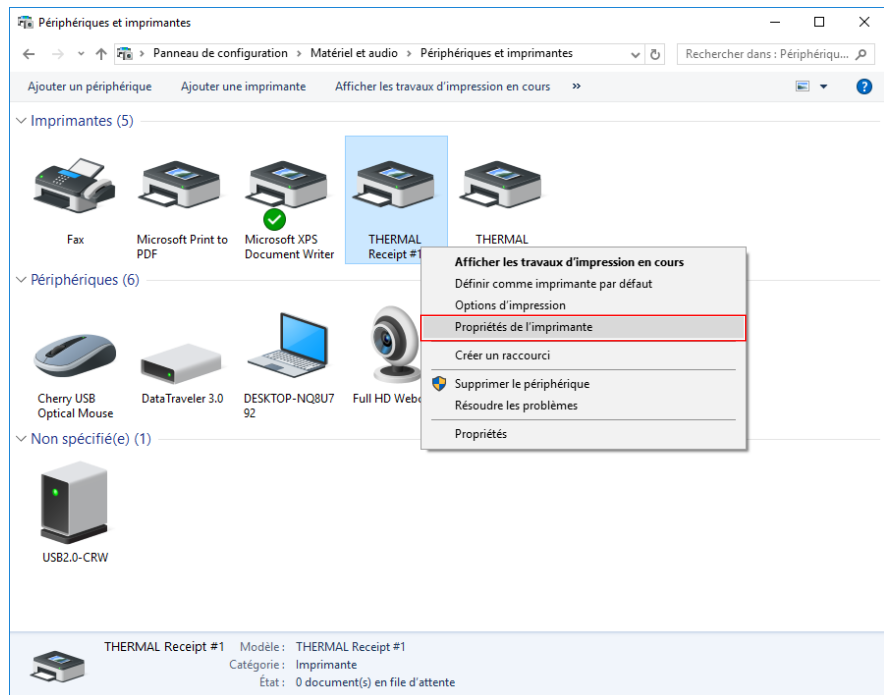 Périphériques et imprimantes
Panneau de configuration > Matériel et audio > Périphériques et imprimantes
Rechercher dans : Périphériqu...
Ajouter un périphérique Ajouter une imprimante Afficher les travaux d'impression en cours »
Imprimantes (5)
Fax
Microsoft Print to
PDF
Microsoft XPS
Document Writer
THERMAL
Receipt #1
THERMAL
Afficher les travaux d'impression en cours
Définir comme imprimante par défaut
Options d'impression
Propriétés de l'imprimante
Créer un raccourci
Supprimer le périphérique
Résoudre les problèmes
Propriétés
Périphériques (6)
Cherry USB
Optical Mouse
DataTraveler 3.0
DESKTOP-NQ8U7
92
Full HD Webc
Non spécifié(e) (1)
USB2.0-CRW
THERMAL Receipt #1 Modèle : THERMAL Receipt #1
Catégorie : Imprimante
État : 0 document(s) en file d'attente